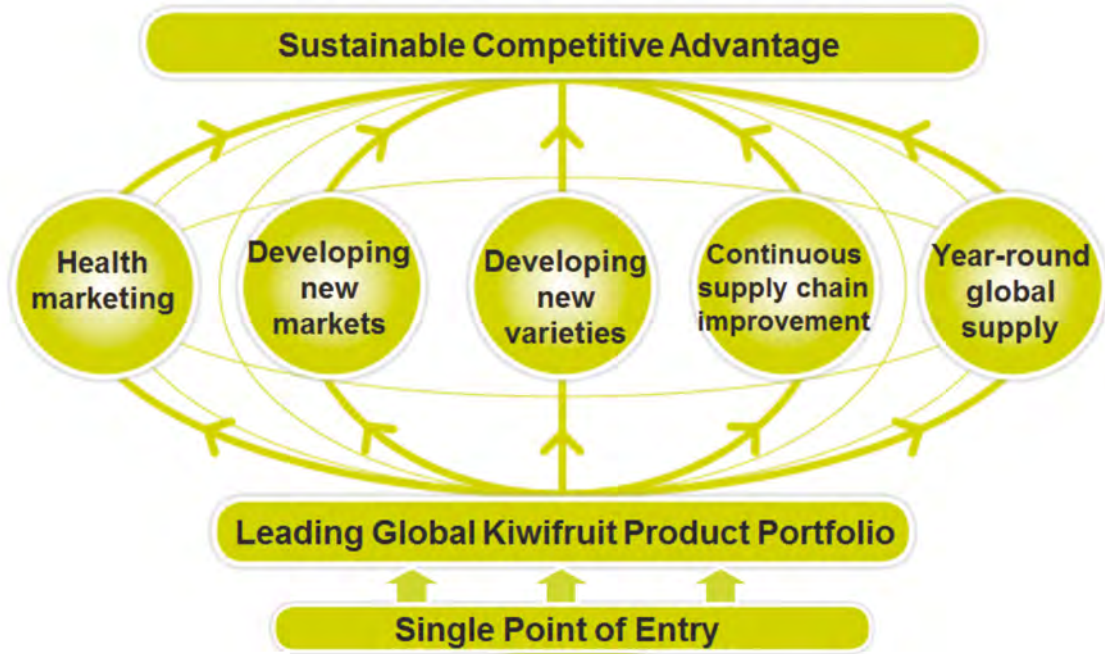 Sustainable Competitive Advantage
Health
marketing
Developing
new
markets
Developing
new
varieties
Continuous
supply chain
improvement
Year-round
global
supply
Leading Global Kiwifruit Product Portfolio
Single Point of Entry